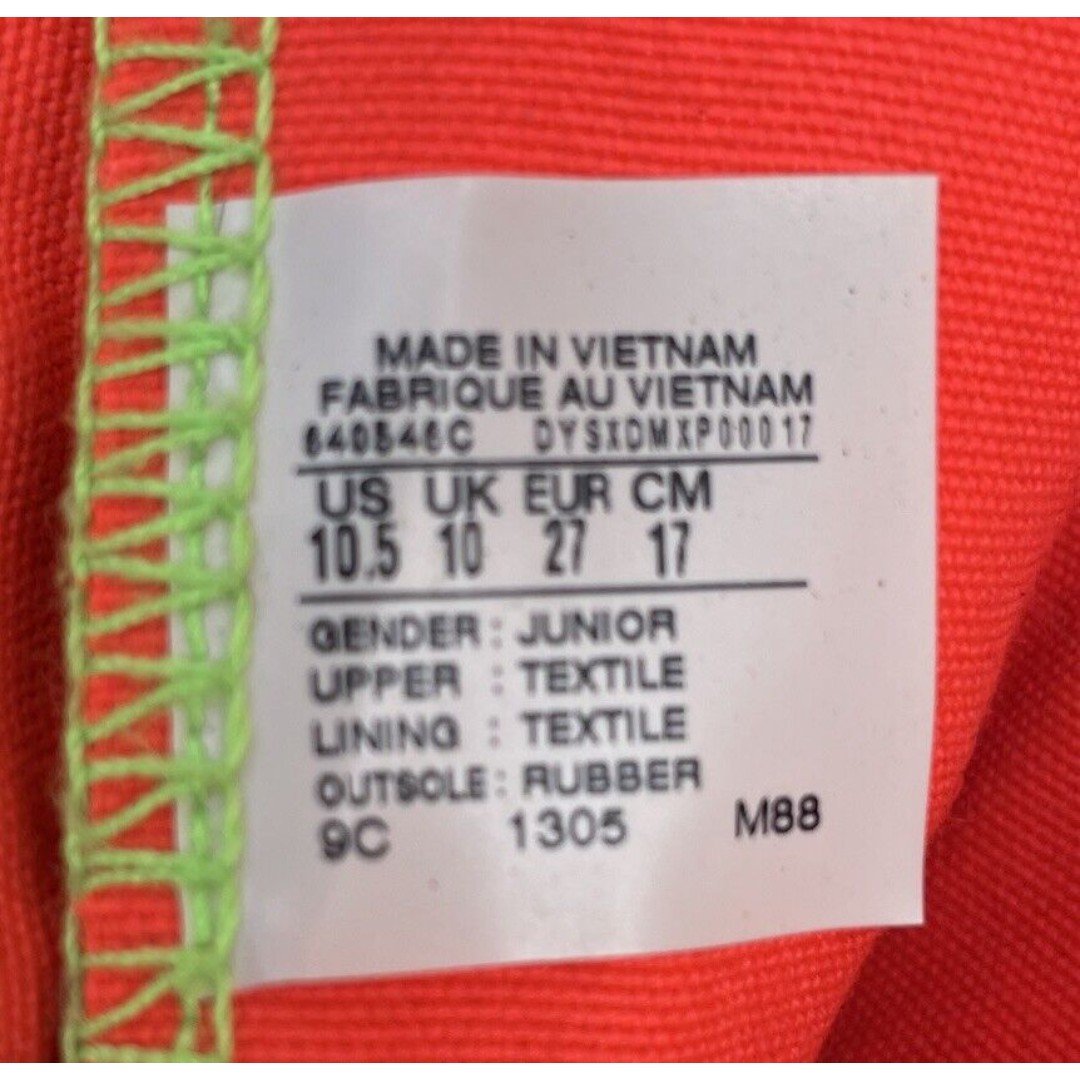 MADE IN VIETNAM
FABRIQUE AU VIETNAM
640546C DYSXDMXP00017
US UK EUR CM
10.5 10 27 17
GENDER : JUNIOR
UPPER : TEXTILE
LINING : TEXTILE
OUTSOLE : RUBBER
9C 1305 M88